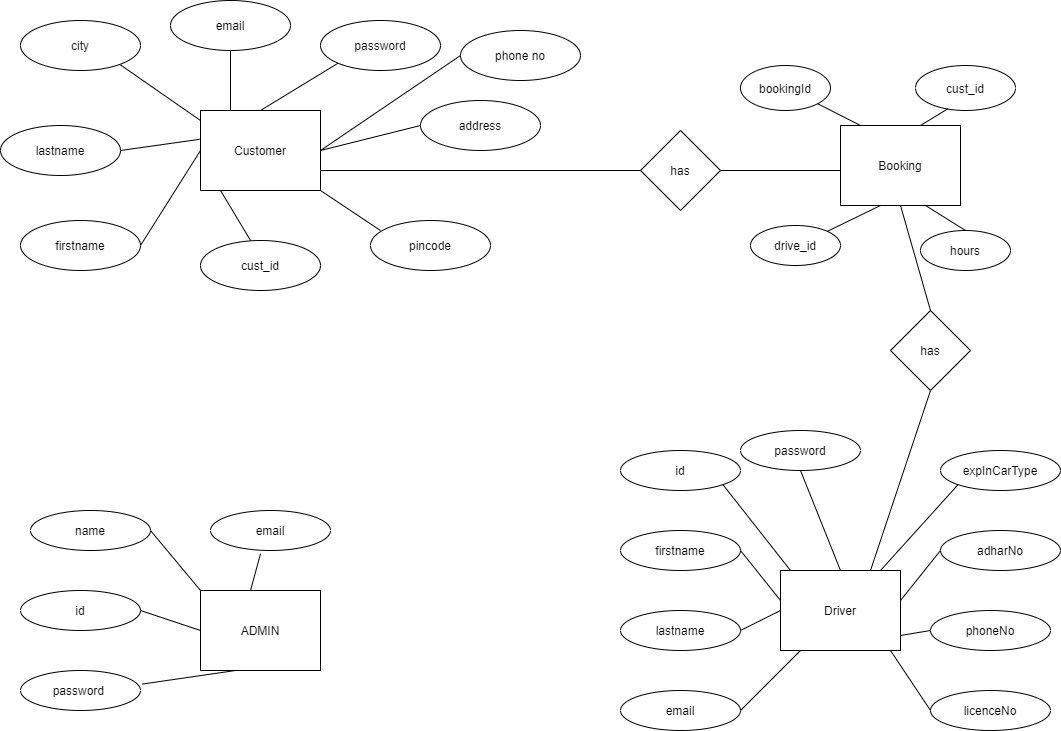 email
city
password
phone no
bookingId
cust_id
address
Customer
lastname
has
Booking
firstname
cust_id
pincode
drive_id
hours
has
password
id
expInCarType
name
email
firstname
adharNo
id
Driver
ADMIN
lastname
phoneNo
password
email
licenceNo